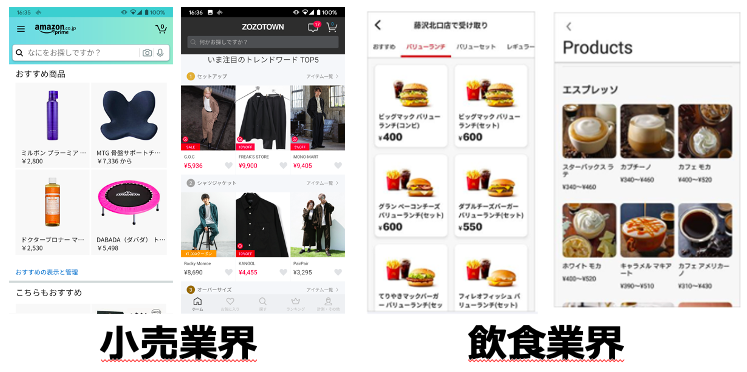 16:35
100%
amazon.co.jp
prime
なにをお探しですか？
おすすめ商品
ミルボン プラーミア ...
￥2,800
MTG 骨盤サポートチ...
￥7,336 から
ドクターブロナー マ...
￥2,530
DABADA（ダバダ） ト...
￥5,498
おすすめの表示と管理
こちらもおすすめ
16:36
100%
ZOZOTOWN
何かお探しですか？
いま注目のトレンドワード TOP5
1 セットアップ
アイテム一覧
SALE
10%OFF
10%OFF
¥5,936
FREAK'S STORE
¥9,900
MONO-MART
¥9,405
2 シャツジャケット
アイテム一覧
Funky Monee
¥8,690
KANGOL
¥4,455
¥3,295
3 オーバーサイズ
アイテム一覧
ホーム
お気に入り
探す
ランキング
藤沢北口店で受け取り
おすすめ
バリューランチ
バリューセット
レギュラー
ビッグマック バリュー
ランチ(コンビ)
¥400
ビッグマック バリュー
ランチ(セット)
¥600
グラン ベーコンチーズ
バリューランチ(セット)
¥600
ダブルチーズバーガー
バリューランチ(セット)
¥550
てりやきマックバーガ
ー バリューランチ(セッ
フィレオフィッシュ バ
リューランチ(セット)
Products
エスプレッソ
スターバックス ラ
テ
¥340〜¥460
カプチーノ
¥340〜¥460
カフェ モカ
¥400〜¥520
ホワイト モカ
¥400〜¥520
キャラメル マキア
ート
¥390〜¥510
カフェ アメリカー
ノ
¥310〜¥430
小売業界
飲食業界